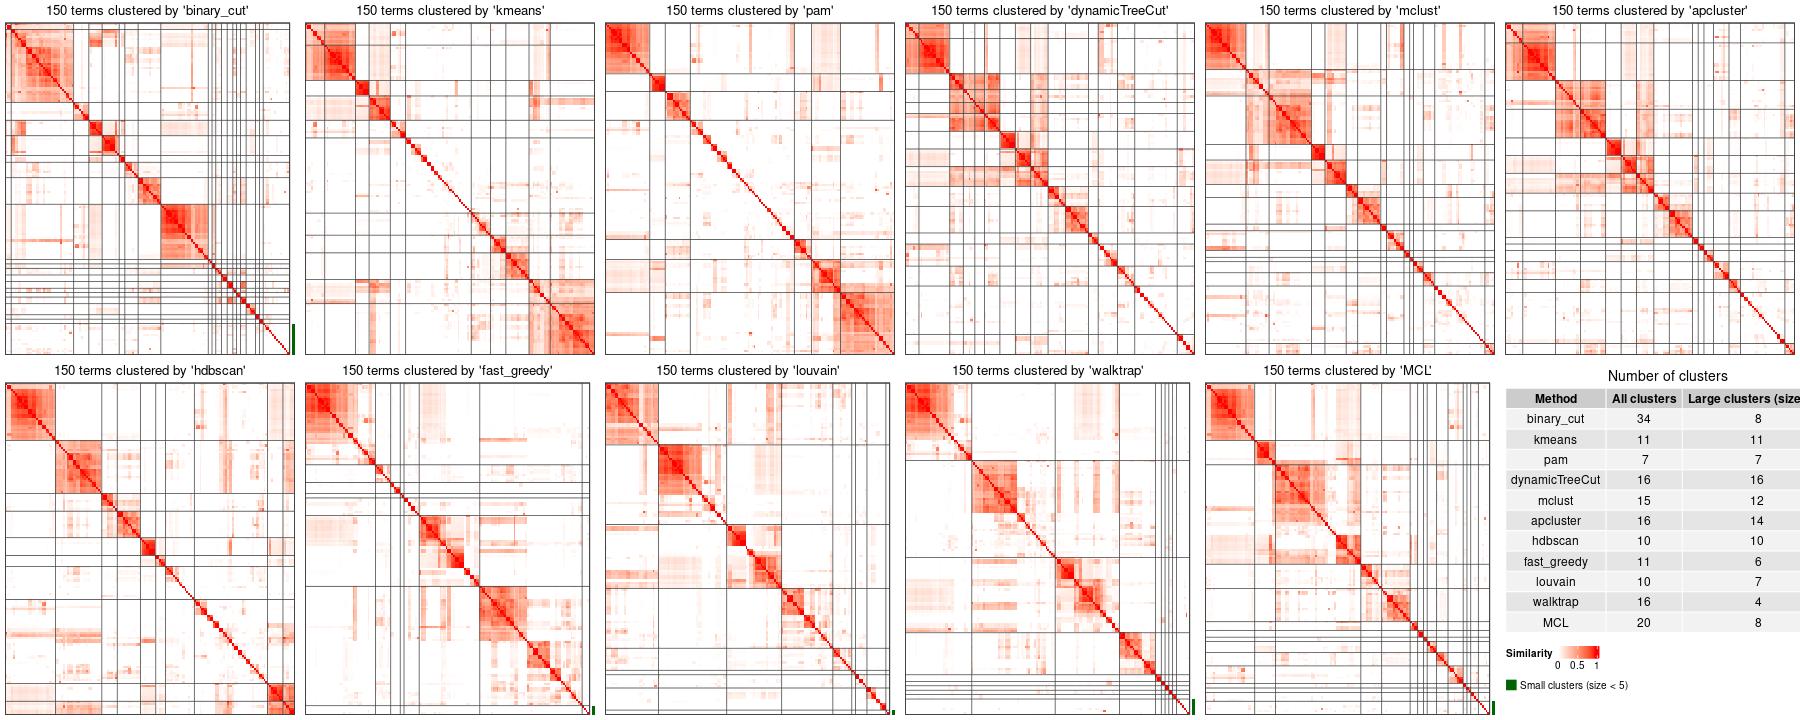 150 terms clustered by 'binary_cut'
150 terms clustered by 'kmeans'
150 terms clustered by 'pam'
150 terms clustered by 'dynamicTreeCut'
150 terms clustered by 'mclust'
150 terms clustered by 'apcluster'
150 terms clustered by 'hdbscan'
150 terms clustered by 'fast_greedy'
150 terms clustered by 'louvain'
150 terms clustered by 'walktrap'
150 terms clustered by 'MCL'
Number of clusters
Method All clusters Large clusters (size
binary_cut 34 8
kmeans 11 11
pam 7 7
dynamicTreeCut 16 16
mclust 15 12
apcluster 16 14
hdbscan 10 10
fast_greedy 11 6
louvain 10 7
walktrap 16 4
MCL 20 8
Similarity
0 0.5 1
Small clusters (size < 5)